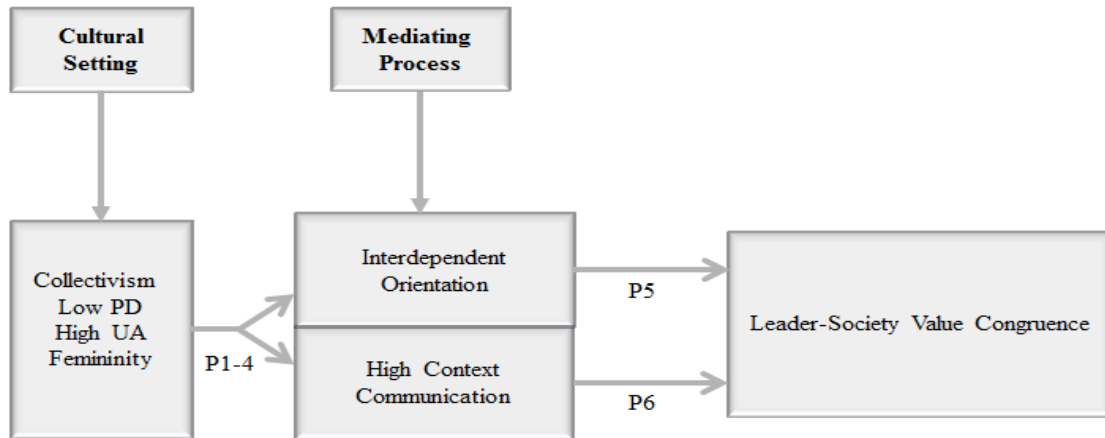 Cultural
Setting
Mediating
Process
Collectivism
Low PD
High UA
Femininity
P1-4
Interdependent
Orientation
High Context
Communication
P5
P6
Leader-Society Value Congruence